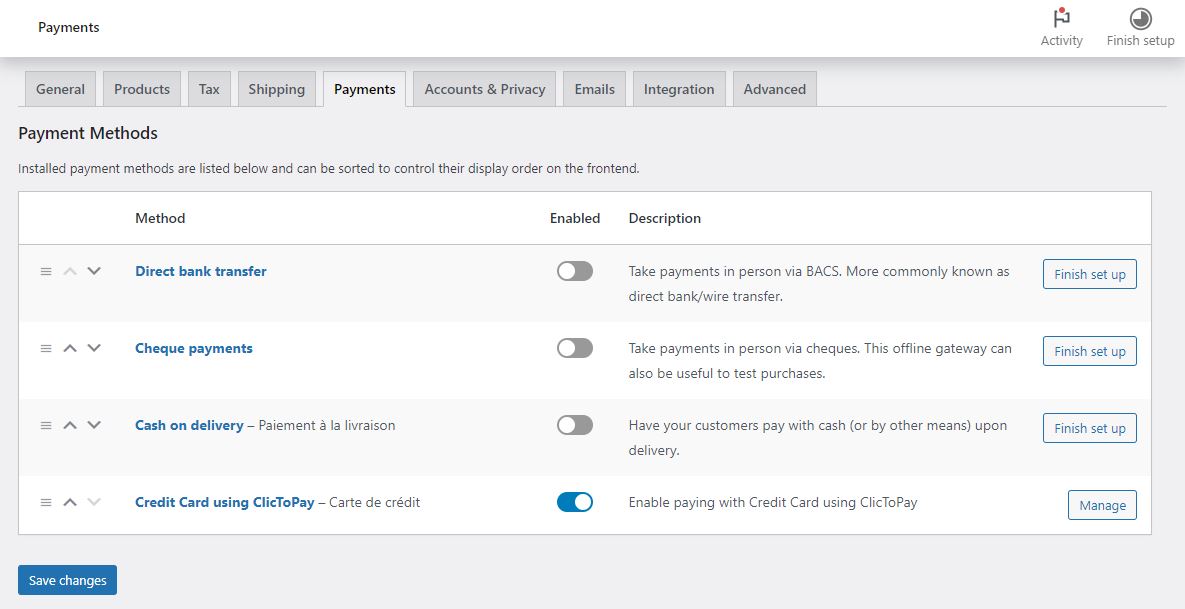 Payments
Activity
Finish setup
General
Products
Tax
Shipping
Payments
Accounts & Privacy
Emails
Integration
Advanced
Payment Methods
Installed payment methods are listed below and can be sorted to control their display order on the frontend.
Method
Enabled
Description
Direct bank transfer
Take payments in person via BACS. More commonly known as
direct bank/wire transfer.
Finish set up
Cheque payments
Take payments in person via cheques. This offline gateway can
also be useful to test purchases.
Finish set up
Cash on delivery – Paiement à la livraison
Have your customers pay with cash (or by other means) upon
delivery.
Finish set up
Credit Card using ClicToPay – Carte de crédit
Enable paying with Credit Card using ClicToPay
Manage
Save changes